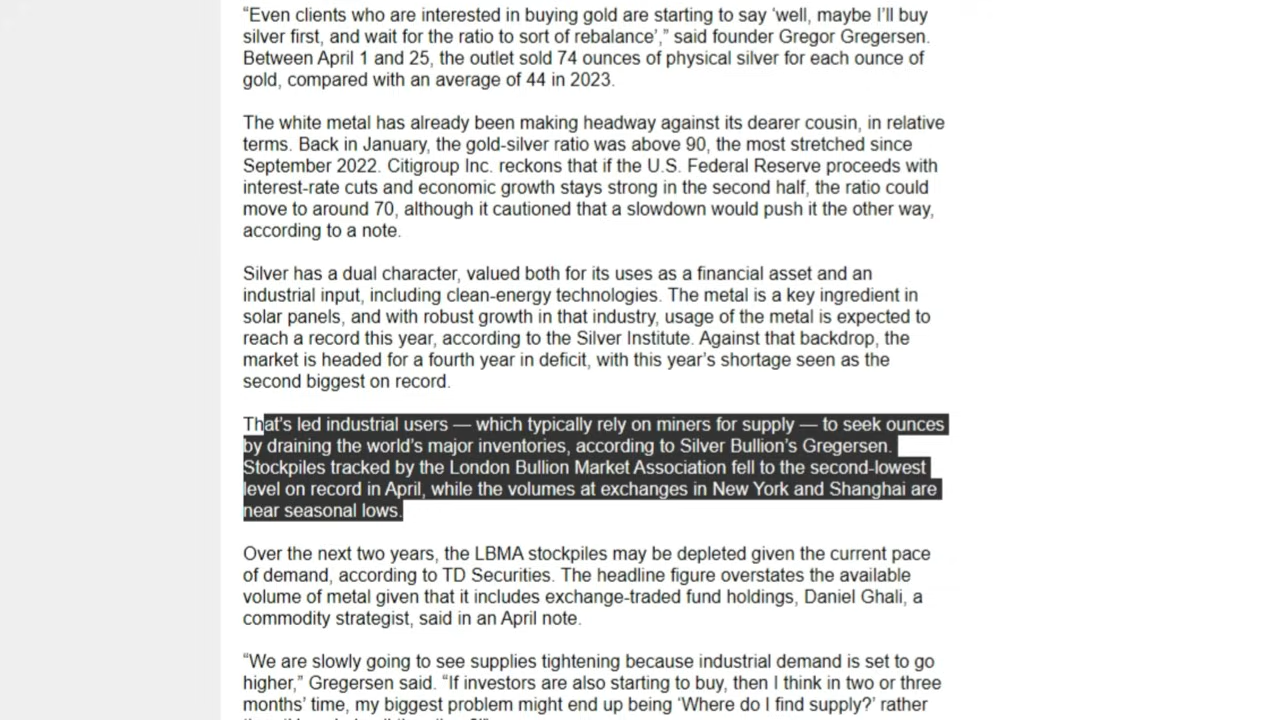 “Even clients who are interested in buying gold are starting to say ‘well, maybe I’ll buy
silver first, and wait for the ratio to sort of rebalance’,” said founder Gregor Gregersen.
Between April 1 and 25, the outlet sold 74 ounces of physical silver for each ounce of
gold, compared with an average of 44 in 2023.
The white metal has already been making headway against its dearer cousin, in relative
terms. Back in January, the gold-silver ratio was above 90, the most stretched since
September 2022. Citigroup Inc. reckons that if the U.S. Federal Reserve proceeds with
interest-rate cuts and economic growth stays strong in the second half, the ratio could
move to around 70, although it cautioned that a slowdown would push it the other way,
according to a note.
Silver has a dual character, valued both for its uses as a financial asset and an
industrial input, including clean-energy technologies. The metal is a key ingredient in
solar panels, and with robust growth in that industry, usage of the metal is expected to
reach a record this year, according to the Silver Institute. Against that backdrop, the
market is headed for a fourth year in deficit, with this year’s shortage seen as the
second biggest on record.
That’s led industrial users — which typically rely on miners for supply — to seek ounces
by draining the world’s major inventories, according to Silver Bullion’s Gregersen.
Stockpiles tracked by the London Bullion Market Association fell to the second-lowest
level on record in April, while the volumes at exchanges in New York and Shanghai are
near seasonal lows.
Over the next two years, the LBMA stockpiles may be depleted given the current pace
of demand, according to TD Securities. The headline figure overstates the available
volume of metal given that it includes exchange-traded fund holdings, Daniel Ghali, a
commodity strategist, said in an April note.
“We are slowly going to see supplies tightening because industrial demand is set to go
higher,” Gregersen said. “If investors are also starting to buy, then I think in two or three
months’ time, my biggest problem might end up being ‘Where do I find supply?’ rather